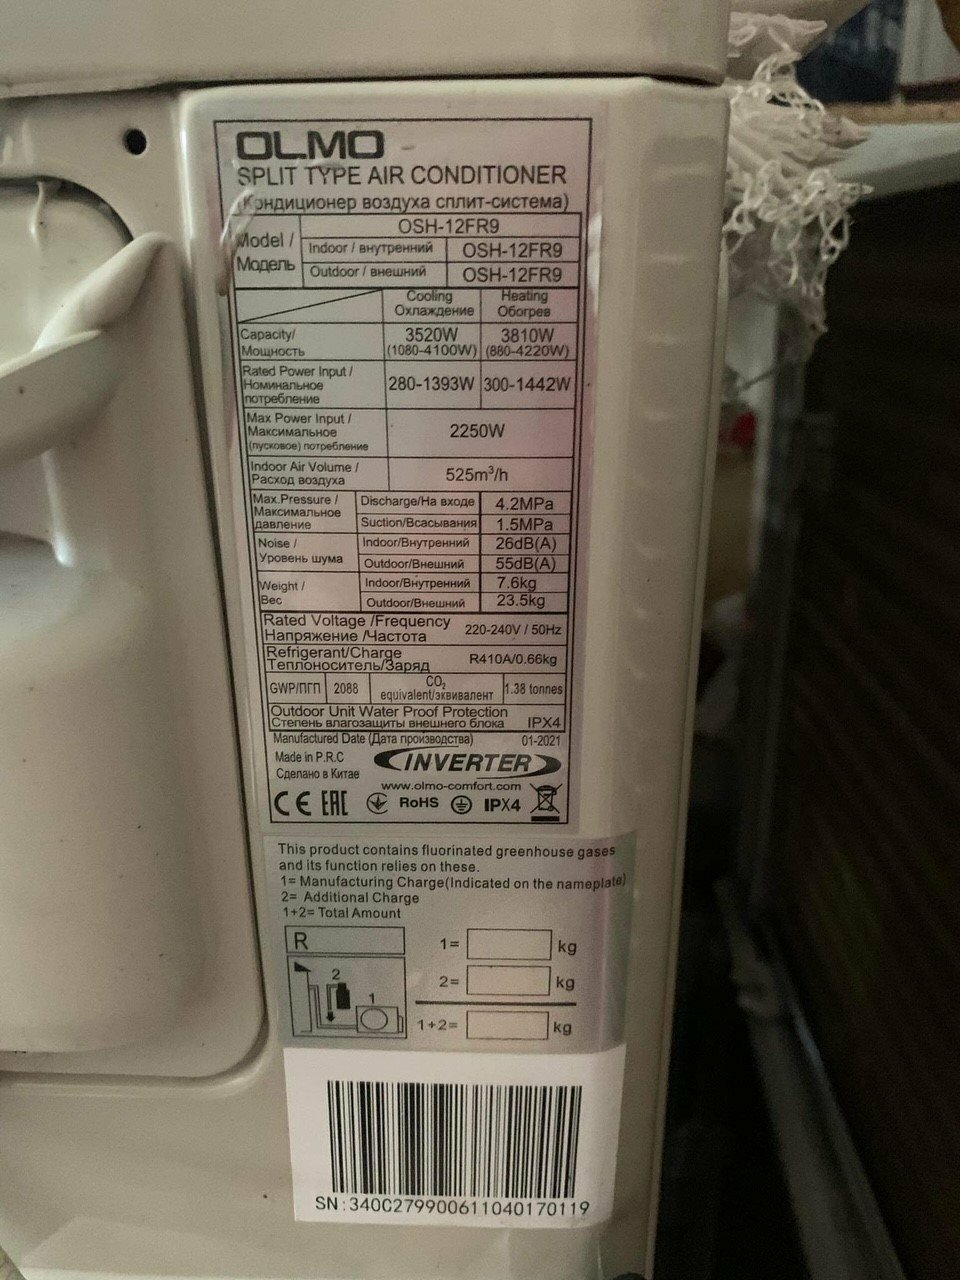 OLMO
SPLIT TYPE AIR CONDITIONER
(Кондиционер воздуха сплит-система)
Model / Модель OSH-12FR9
Indoor / внутренний OSH-12FR9
Outdoor / внешний OSH-12FR9
Cooling Охлаждение Heating Обогрев
Capacity/ Мощность 3520W (1080-4100W) 3810W (880-4220W)
Rated Power Input / Номинальное потребление 280-1393W 300-1442W
Max Power Input / Максимальное (пусковое) потребление 2250W
Indoor Air Volume / Расход воздуха 525m³/h
Max.Pressure / Максимальное давление Discharge/На входе 4.2MPa
Suction/Всасывания 1.5MPa
Noise / Уровень шума Indoor/Внутренний 26dB(A)
Outdoor/Внешний 55dB(A)
Weight / Вес Indoor/Внутренний 7.6kg
Outdoor/Внешний 23.5kg
Rated Voltage /Frequency
Напряжение /Частота 220-240V / 50Hz
Refrigerant/Charge
Теплоноситель/Заряд R410A/0.66kg
GWP/ПГП 2088 CO₂ equivalent/эквивалент 1.38 tonnes
Outdoor Unit Water Proof Protection
Степень влагозащиты внешнего блока IPX4
Manufactured Date (Дата производства) 01-2021
Made in P.R.C
Сделано в Китае
INVERTER
www.olmo-comfort.com
CE EAC RoHS IPX4
This product contains fluorinated greenhouse gases
and its function relies on these.
1= Manufacturing Charge(Indicated on the nameplate)
2= Additional Charge
1+2= Total Amount
R
1= kg
2= kg
1+2= kg
2
1
SN:340C279900611040170119